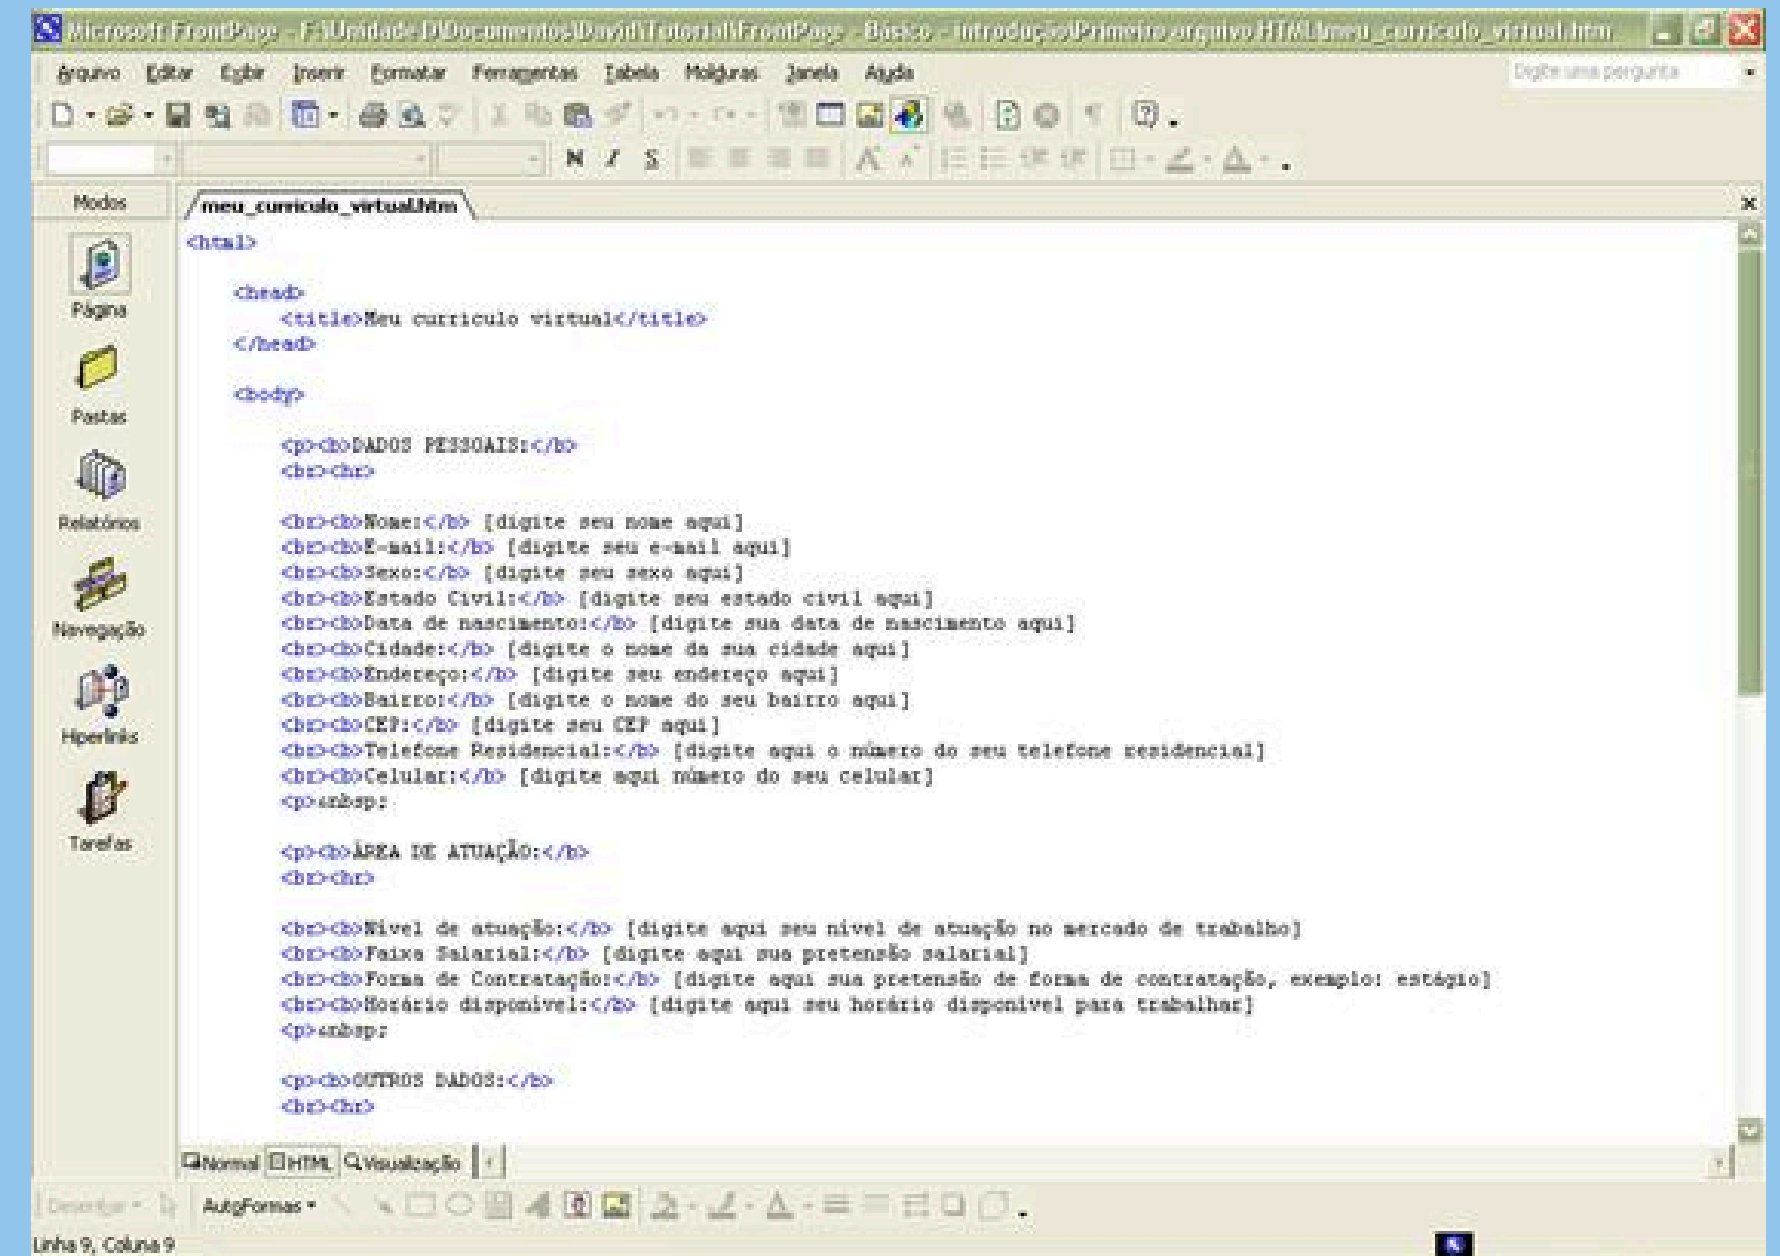 Microsoft FrontPage - F:\Unidade D\Documentos\David\Tutorial\FrontPage - Básico - Introdução\Primeiro arquivo HTML\meu_curriculo_virtual.htm
Arquivo Editar Exibir Inserir Formatar Ferramentas Tabela Molduras Janela Ajuda Digite uma pergunta
N I S
Modos
meu_curriculo_virtual.htm
Página
Pastas
Relatórios
Navegação
Hiperlinks
Tarefas
<html>
<head>
<title>Meu curriculo virtual</title>
</head>
<body>
<p><b>DADOS PESSOAIS:</b>
<br><hr>
<br><b>Nome:</b> [digite seu nome aqui]
<br><b>E-mail:</b> [digite seu e-mail aqui]
<br><b>Sexo:</b> [digite seu sexo aqui]
<br><b>Estado Civil:</b> [digite seu estado civil aqui]
<br><b>Data de nascimento:</b> [digite sua data de nascimento aqui]
<br><b>Cidade:</b> [digite o nome da sua cidade aqui]
<br><b>Endereço:</b> [digite seu endereço aqui]
<br><b>Bairro:</b> [digite o nome do seu bairro aqui]
<br><b>CEP:</b> [digite seu CEP aqui]
<br><b>Telefone Residencial:</b> [digite aqui o número do seu telefone residencial]
<br><b>Celular:</b> [digite aqui número do seu celular]
<p>&nbsp;
<p><b>ÁREA DE ATUAÇÃO:</b>
<br><hr>
<br><b>Nível de atuação:</b> [digite aqui seu nível de atuação no mercado de trabalho]
<br><b>Faixa Salarial:</b> [digite aqui sua pretensão salarial]
<br><b>Forma de Contratação:</b> [digite aqui sua pretensão de forma de contratação, exemplo: estágio]
<br><b>Horário disponível:</b> [digite aqui seu horário disponível para trabalhar]
<p>&nbsp;
<p><b>OUTROS DADOS:</b>
<br><hr>
Normal HTML Visualização
Desenhar AutoFormas
Linha 9, Coluna 9